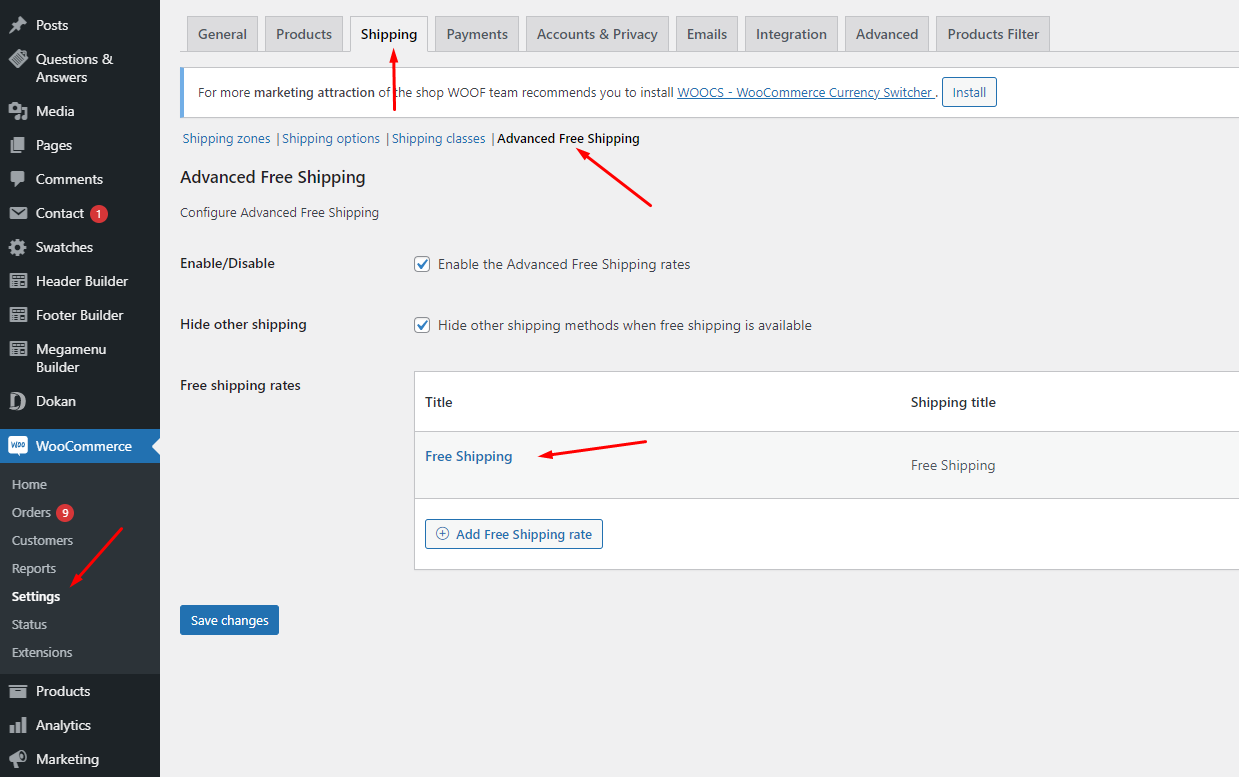 Posts
Questions &
Answers
Media
Pages
Comments
Contact 1
Swatches
Header Builder
Footer Builder
Megamenu
Builder
Dokan
WOO WooCommerce
Home
Orders 9
Customers
Reports
Settings
Status
Extensions
Products
Analytics
Marketing
General Products Shipping Payments Accounts & Privacy Emails Integration Advanced Products Filter
For more marketing attraction of the shop WOOF team recommends you to install WOOCS - WooCommerce Currency Switcher . Install
Shipping zones | Shipping options | Shipping classes | Advanced Free Shipping
Advanced Free Shipping
Configure Advanced Free Shipping
Enable/Disable Enable the Advanced Free Shipping rates
Hide other shipping Hide other shipping methods when free shipping is available
Free shipping rates
Title Shipping title
Free Shipping Free Shipping
Add Free Shipping rate
Save changes